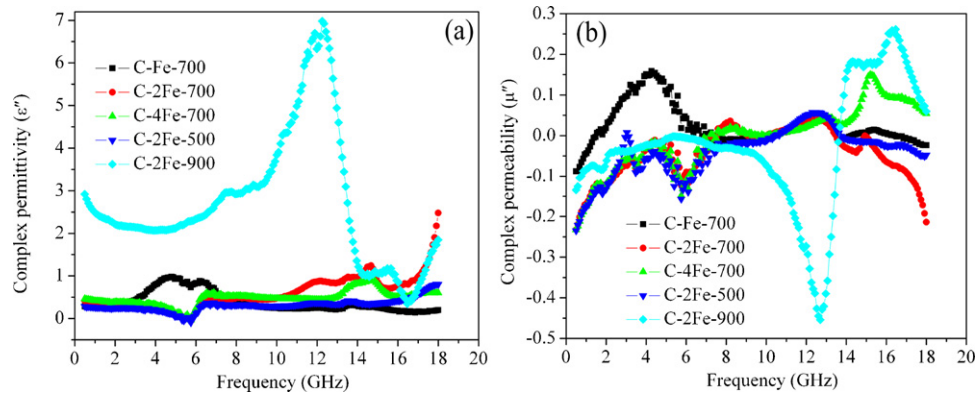 (a)
Complex permittivity (ε″)
7
6
5
4
3
2
1
0
C-Fe-700
C-2Fe-700
C-4Fe-700
C-2Fe-500
C-2Fe-900
0 2 4 6 8 10 12 14 16 18 20
Frequency (GHz)
(b)
Complex permeability (μ″)
0.3
0.2
0.1
0.0
-0.1
-0.2
-0.3
-0.4
-0.5
C-Fe-700
C-2Fe-700
C-4Fe-700
C-2Fe-500
C-2Fe-900
0 2 4 6 8 10 12 14 16 18 20
Frequency (GHz)